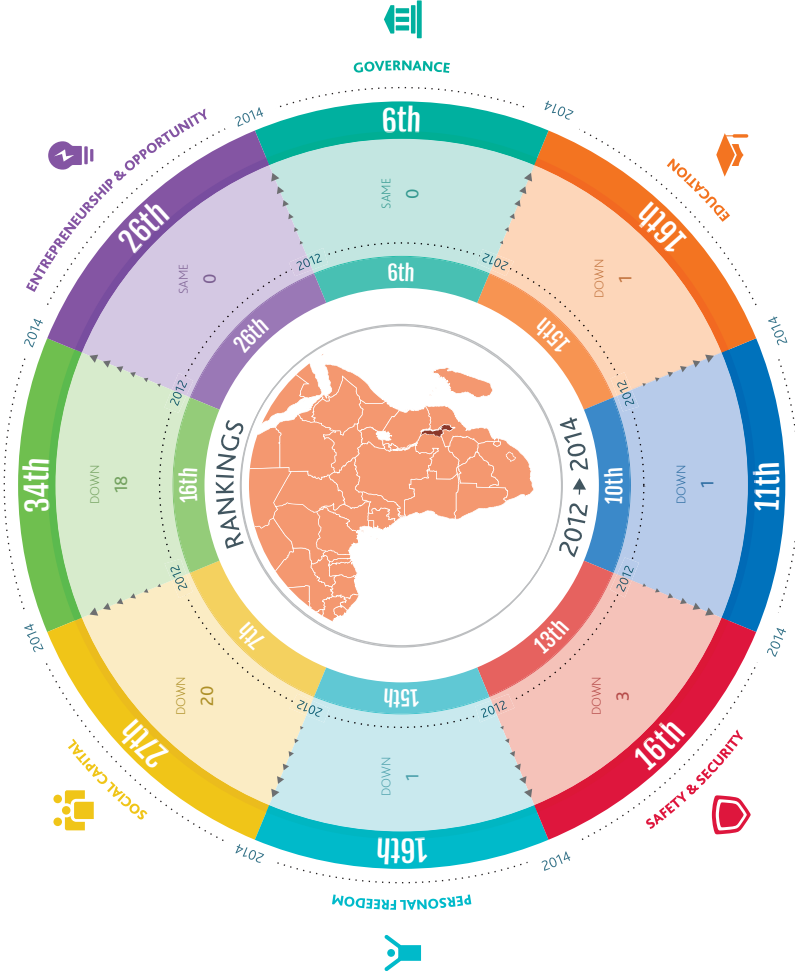 RANKINGS
2012 ▶ 2014
GOVERNANCE
2014
6th
SAME
0
2012
6th
EDUCATION
2014
16th
DOWN
1
2012
15th
2014
11th
DOWN
1
2012
10th
SAFETY & SECURITY
2014
16th
DOWN
3
2012
13th
PERSONAL FREEDOM
2014
16th
DOWN
1
2012
15th
SOCIAL CAPITAL
2014
27th
DOWN
20
2012
7th
2014
34th
DOWN
18
2012
16th
ENTREPRENEURSHIP & OPPORTUNITY
2014
26th
SAME
0
2012
26th